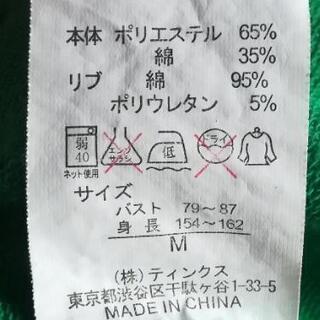 本体 ポリエステル 65%
綿 35%
リブ 綿 95%
ポリウレタン 5%
弱 40 エンソサラシ 低 ドライ
ネット使用
サイズ
バスト 79～87
身長 154～162
M
(株)ティンクス
東京都渋谷区千駄ヶ谷1-33-5
MADE IN CHINA